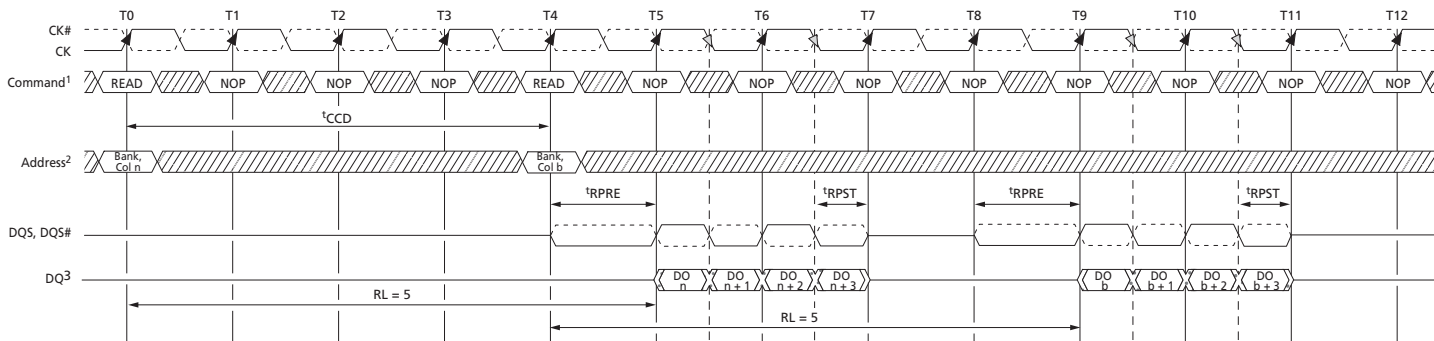 T0 T1 T2 T3 T4 T5 T6 T7 T8 T9 T10 T11 T12
CK#
CK
Command1 READ NOP NOP NOP READ NOP NOP NOP NOP NOP NOP NOP NOP
tCCD
Address2 Bank, Col n Bank, Col b
tRPRE tRPST tRPRE tRPST
DQS, DQS#
DQ3 DO n DO n + 1 DO n + 2 DO n + 3 DO b DO b + 1 DO b + 2 DO b + 3
RL = 5
RL = 5